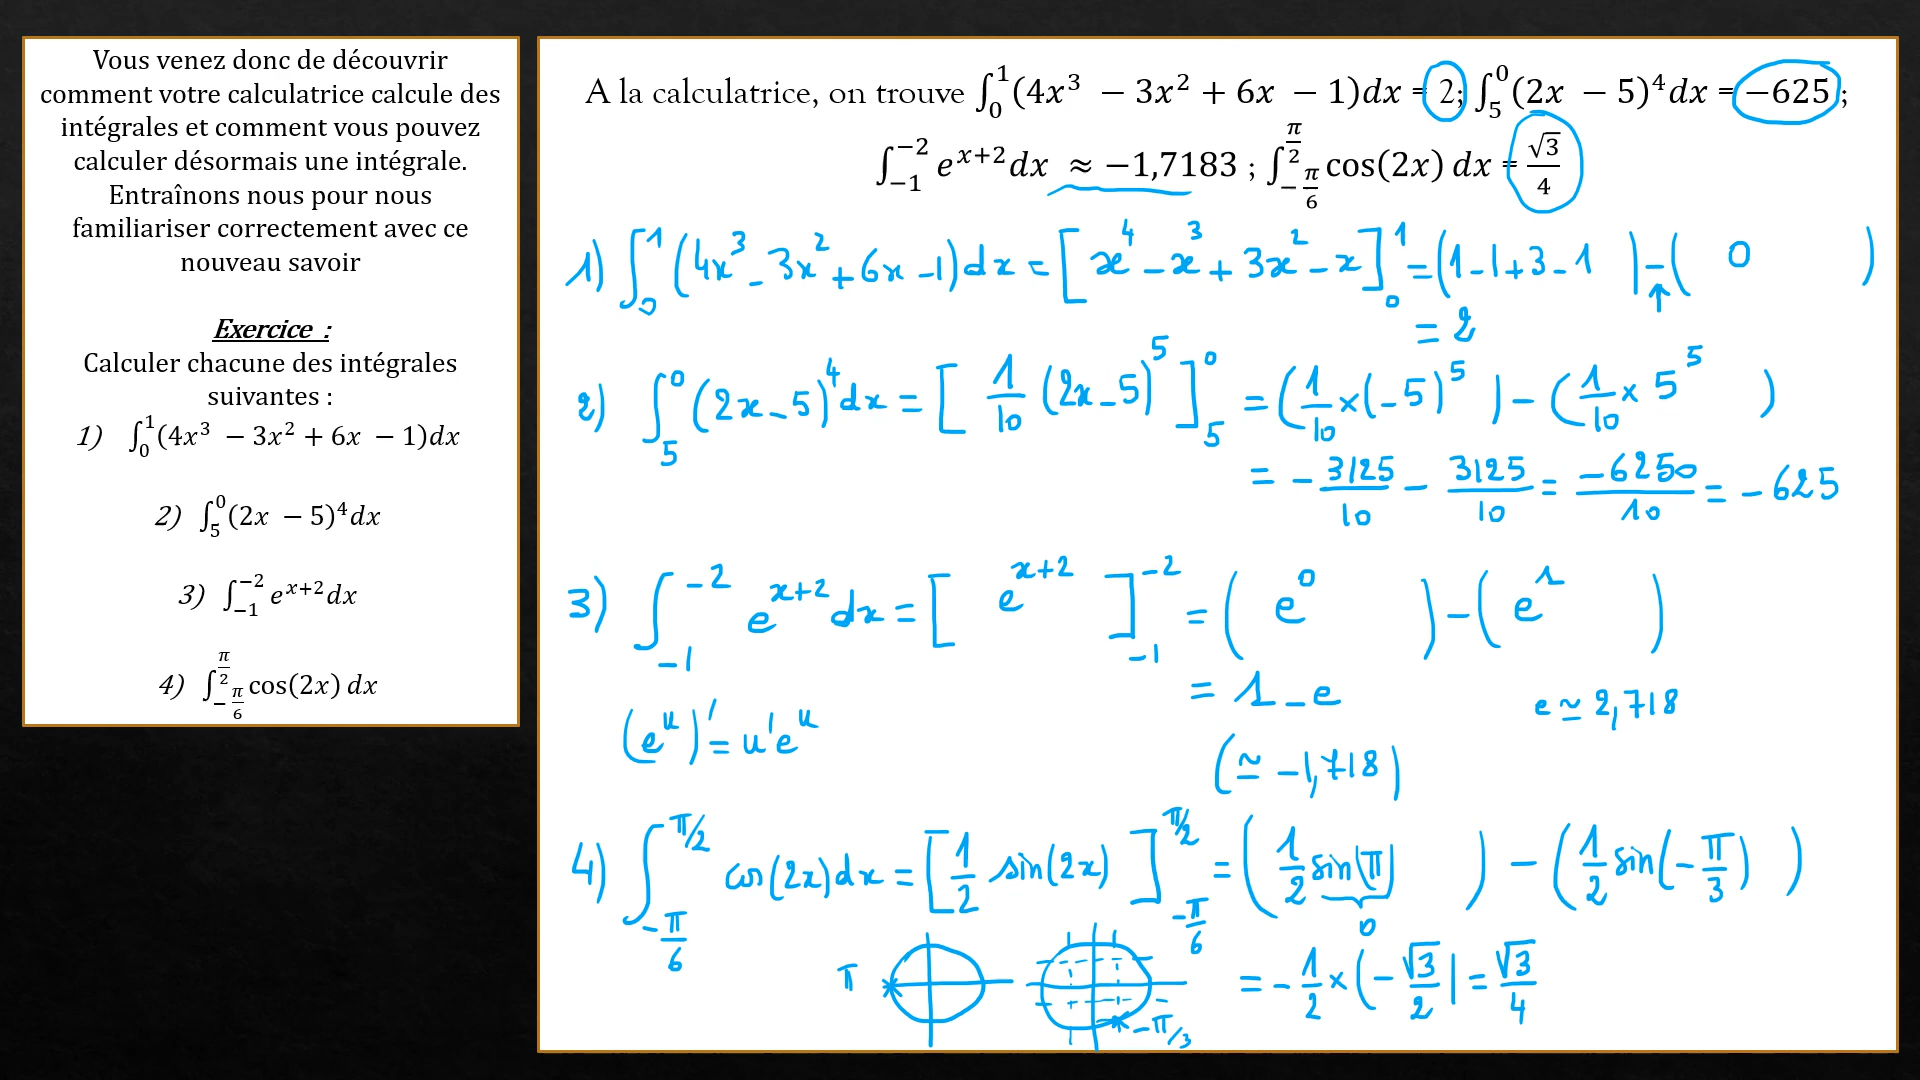 Vous venez donc de découvrir
comment votre calculatrice calcule des
intégrales et comment vous pouvez
calculer désormais une intégrale.
Entraînons nous pour nous
familiariser correctement avec ce
nouveau savoir
Exercice :
Calculer chacune des intégrales
suivantes :
1) ∫₀¹(4x³ − 3x² + 6x − 1)dx
2) ∫₅⁰(2x − 5)⁴dx
3) ∫₋₁⁻² e^(x+2)dx
4) ∫_(−π/6)^(π/2) cos(2x) dx
A la calculatrice, on trouve ∫₀¹(4x³ − 3x² + 6x − 1)dx = 2; ∫₅⁰(2x − 5)⁴dx = −625 ;
∫₋₁⁻² e^(x+2)dx ≈ −1,7183 ; ∫_(−π/6)^(π/2) cos(2x) dx = √3/4
1) ∫₀¹ (4x³ − 3x² + 6x − 1)dx = [x⁴ − x³ + 3x² − x]₀¹ = (1 − 1 + 3 − 1) − ( 0 )
↑
= 2
2) ∫₅⁰ (2x − 5)⁴dx = [1/10 (2x − 5)⁵]₅⁰ = (1/10 × (−5)⁵) − (1/10 × 5⁵)
= − 3125/10 − 3125/10 = −6250/10 = − 625
3) ∫₋₁⁻² e^(x+2) dx = [e^(x+2)]₋₁⁻² = (e⁰) − (e¹)
= 1 − e
e ≃ 2,718
(e^u)' = u'e^u
(≃ −1,718)
4) ∫_(−π/6)^(π/2) cos(2x)dx = [1/2 sin(2x)]_(−π/6)^(π/2) = (1/2 sin(π)) − (1/2 sin(−π/3))
0
π
−π/3
= − 1/2 × (− √3/2) = √3/4